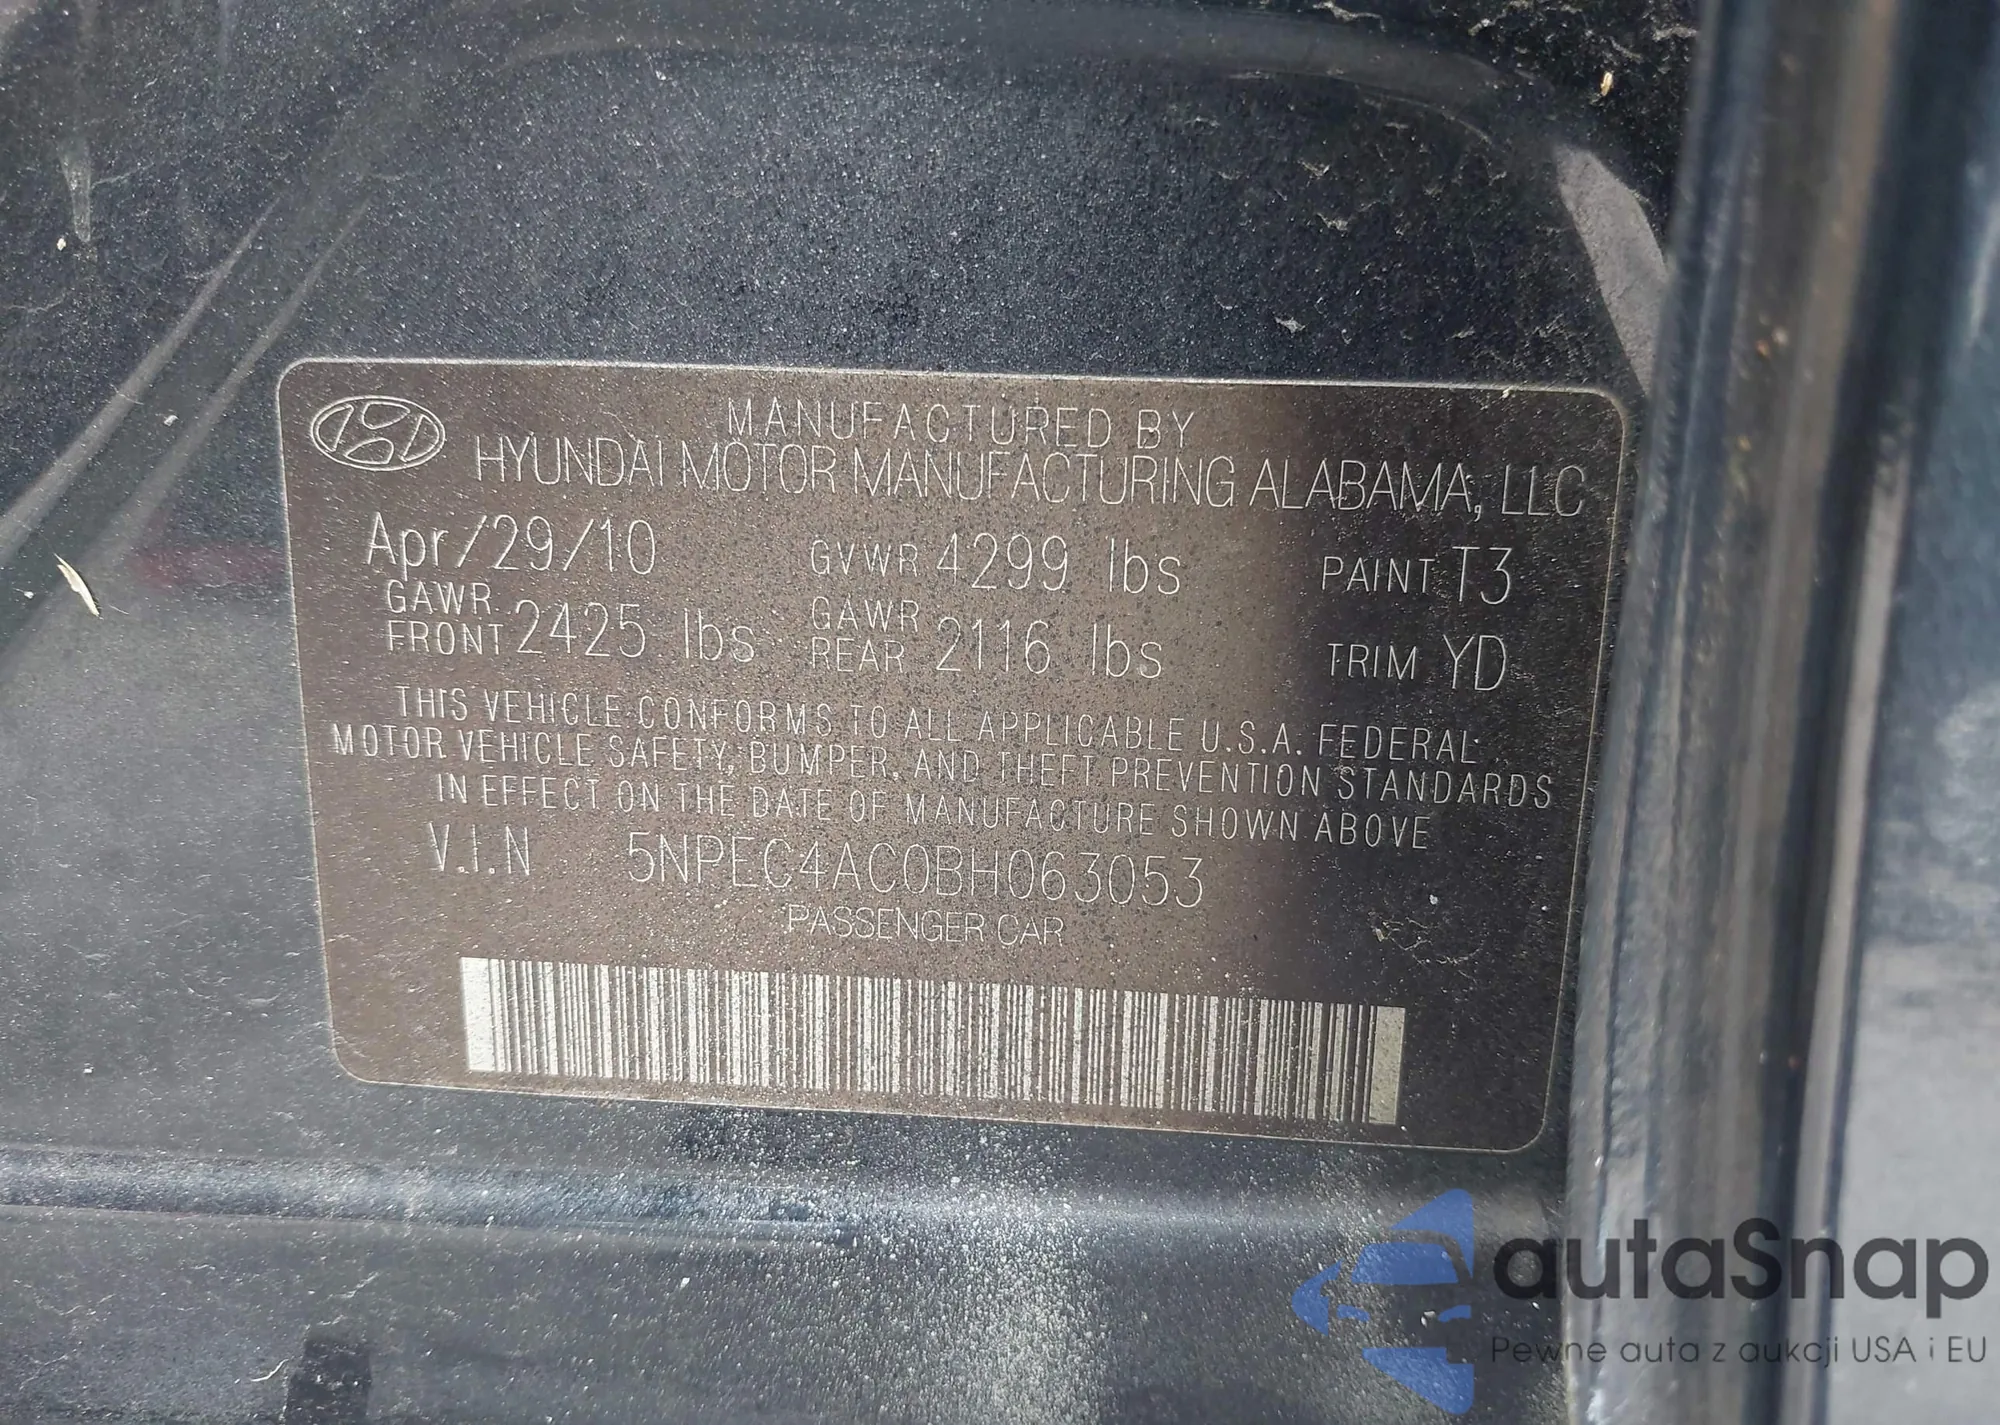 MANUFACTURED BY
HYUNDAI MOTOR MANUFACTURING ALABAMA, LLC
Apr/29/10 GVWR 4299 lbs PAINT T3
GAWR FRONT 2425 lbs GAWR REAR 2116 lbs TRIM YD
THIS VEHICLE CONFORMS TO ALL APPLICABLE U.S.A. FEDERAL
MOTOR VEHICLE SAFETY, BUMPER, AND THEFT PREVENTION STANDARDS
IN EFFECT ON THE DATE OF MANUFACTURE SHOWN ABOVE
V.I.N 5NPEC4AC0BH063053
PASSENGER CAR
autaSnap
Pewne auta z aukcji USA i EU